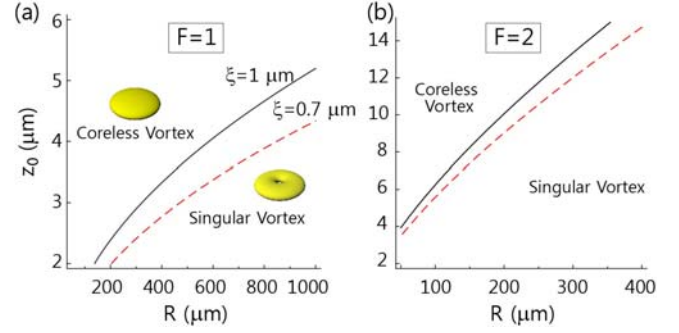 (a)
F=1
6
5
4
3
2
z₀ (μm)
ξ=1 μm
ξ=0.7 μm
Coreless Vortex
Singular Vortex
200 400 600 800 1000
R (μm)
(b)
F=2
14
12
10
8
6
4
2
Coreless
Vortex
Singular Vortex
100 200 300 400
R (μm)